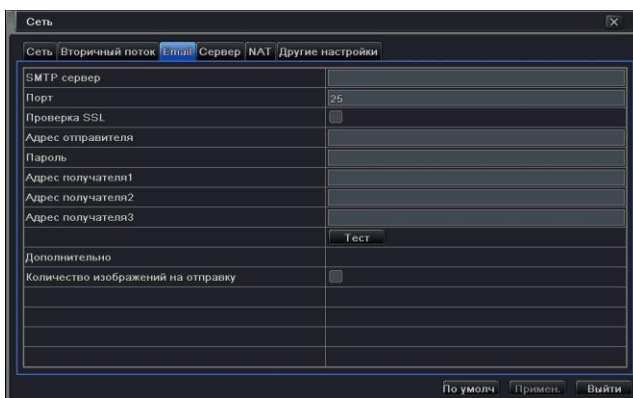 Сеть
Сеть Вторичный поток Email Сервер NAT Другие настройки
SMTP сервер
Порт 25
Проверка SSL
Адрес отправителя
Пароль
Адрес получателя1
Адрес получателя2
Адрес получателя3
Тест
Дополнительно
Количество изображений на отправку
По умолч Примен. Выйти